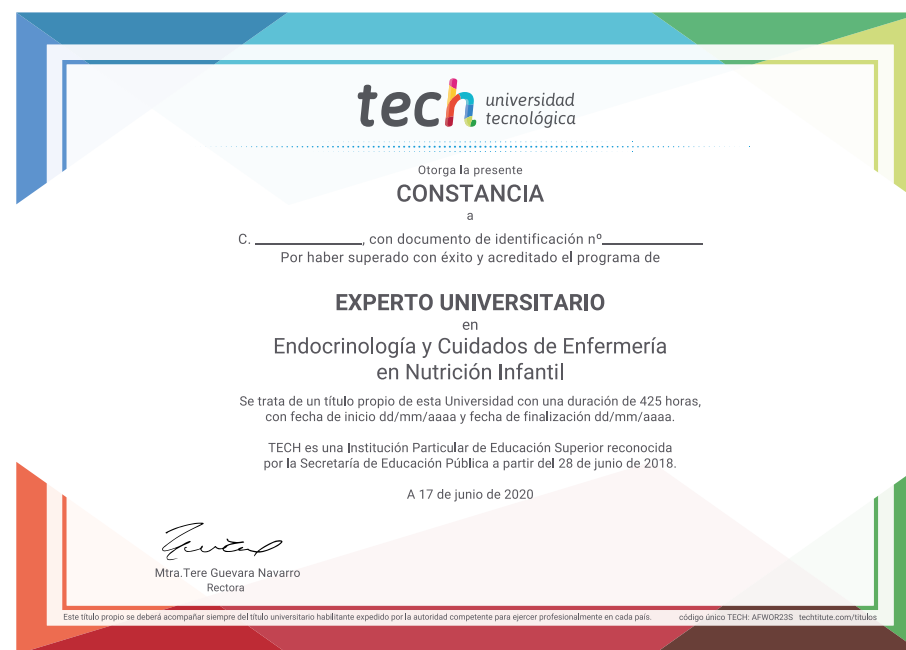 tech universidad
tecnológica
Otorga la presente
CONSTANCIA
a
C. ______________, con documento de identificación nº_____________
Por haber superado con éxito y acreditado el programa de
EXPERTO UNIVERSITARIO
en
Endocrinología y Cuidados de Enfermería
en Nutrición Infantil
Se trata de un título propio de esta Universidad con una duración de 425 horas,
con fecha de inicio dd/mm/aaaa y fecha de finalización dd/mm/aaaa.
TECH es una Institución Particular de Educación Superior reconocida
por la Secretaría de Educación Pública a partir del 28 de junio de 2018.
A 17 de junio de 2020
Mtra.Tere Guevara Navarro
Rectora
Este título propio se deberá acompañar siempre del título universitario habilitante expedido por la autoridad competente para ejercer profesionalmente en cada país. código único TECH: AFWOR23S techtitute.com/titulos